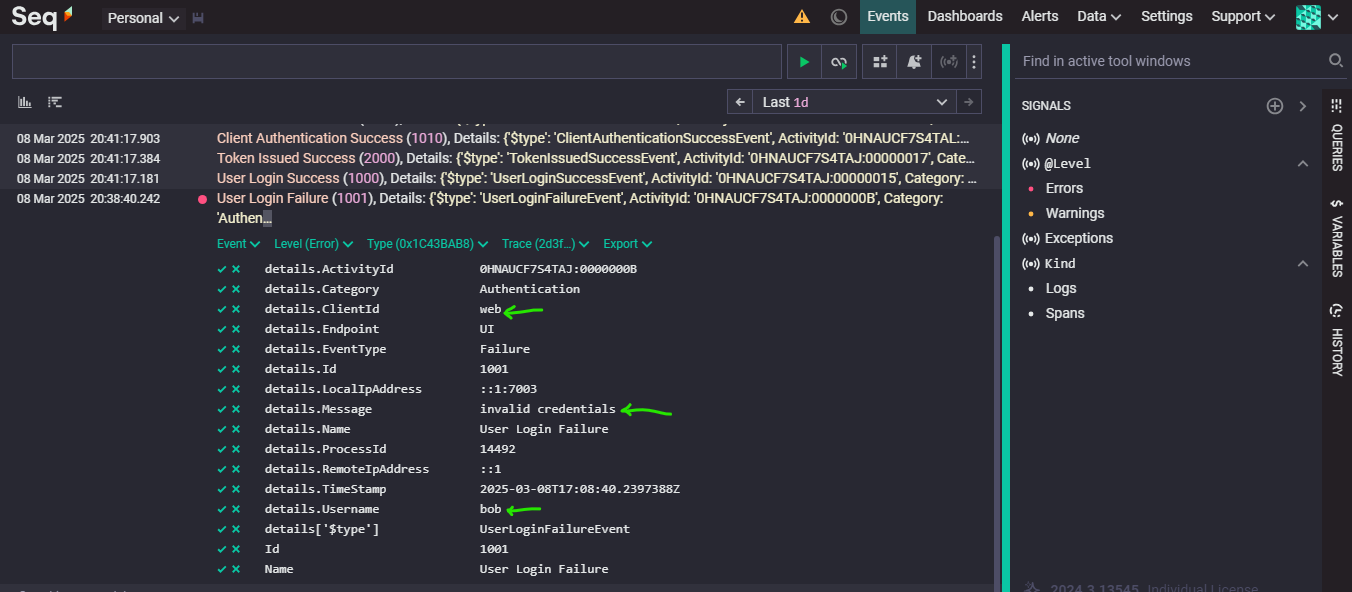 Seq Personal Events Dashboards Alerts Data Settings Support
Find in active tool windows
Last 1d
SIGNALS
08 Mar 2025 20:41:17.903 Client Authentication Success (1010), Details: {'$type': 'ClientAuthenticationSuccessEvent', ActivityId: '0HNAUCF7S4TAL:...
08 Mar 2025 20:41:17.384 Token Issued Success (2000), Details: {'$type': 'TokenIssuedSuccessEvent', ActivityId: '0HNAUCF7S4TAJ:00000017', Cate...
08 Mar 2025 20:41:17.181 User Login Success (1000), Details: {'$type': 'UserLoginSuccessEvent', ActivityId: '0HNAUCF7S4TAJ:00000015', Category: ...
08 Mar 2025 20:38:40.242 User Login Failure (1001), Details: {'$type': 'UserLoginFailureEvent', ActivityId: '0HNAUCF7S4TAJ:0000000B', Category:
'Authen...
Event Level (Error) Type (0x1C43BAB8) Trace (2d3f...) Export
details.ActivityId 0HNAUCF7S4TAJ:0000000B
details.Category Authentication
details.ClientId web
details.Endpoint UI
details.EventType Failure
details.Id 1001
details.LocalIpAddress ::1:7003
details.Message invalid credentials
details.Name User Login Failure
details.ProcessId 14492
details.RemoteIpAddress ::1
details.TimeStamp 2025-03-08T17:08:40.2397388Z
details.Username bob
details['$type'] UserLoginFailureEvent
Id 1001
Name User Login Failure
None
@Level
Errors
Warnings
Exceptions
Kind
Logs
Spans
QUERIES
VARIABLES
HISTORY
2024.3.13545 Individual License